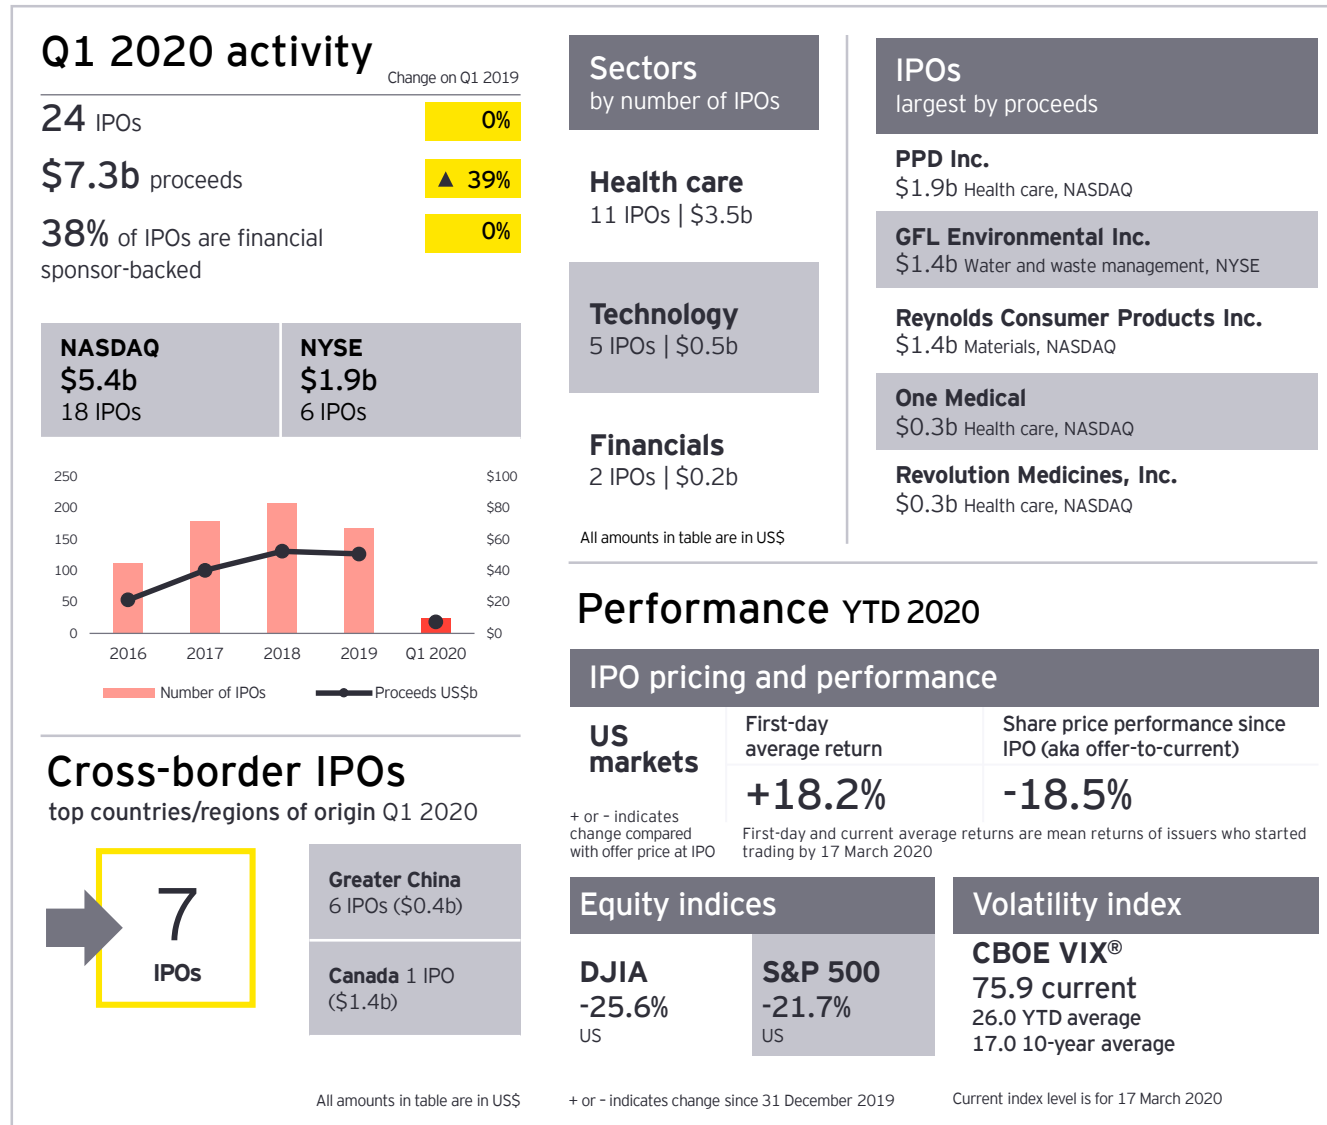 Q1 2020 activity
Change on Q1 2019
24 IPOs
0%
$7.3b proceeds
▲ 39%
38% of IPOs are financial
sponsor-backed
0%
NASDAQ
$5.4b
18 IPOs
NYSE
$1.9b
6 IPOs
250
200
150
100
50
0
$100
$80
$60
$40
$20
$0
2016
2017
2018
2019
Q1 2020
Number of IPOs
Proceeds US$b
Cross-border IPOs
top countries/regions of origin Q1 2020
7
IPOs
Greater China
6 IPOs ($0.4b)
Canada 1 IPO
($1.4b)
All amounts in table are in US$
Sectors
by number of IPOs
Health care
11 IPOs | $3.5b
Technology
5 IPOs | $0.5b
Financials
2 IPOs | $0.2b
All amounts in table are in US$
IPOs
largest by proceeds
PPD Inc.
$1.9b Health care, NASDAQ
GFL Environmental Inc.
$1.4b Water and waste management, NYSE
Reynolds Consumer Products Inc.
$1.4b Materials, NASDAQ
One Medical
$0.3b Health care, NASDAQ
Revolution Medicines, Inc.
$0.3b Health care, NASDAQ
Performance YTD 2020
IPO pricing and performance
US
markets
+ or – indicates
change compared
with offer price at IPO
First-day
average return
+18.2%
Share price performance since
IPO (aka offer-to-current)
-18.5%
First-day and current average returns are mean returns of issuers who started
trading by 17 March 2020
Equity indices
DJIA
-25.6%
US
S&P 500
-21.7%
US
+ or – indicates change since 31 December 2019
Volatility index
CBOE VIX®
75.9 current
26.0 YTD average
17.0 10-year average
Current index level is for 17 March 2020